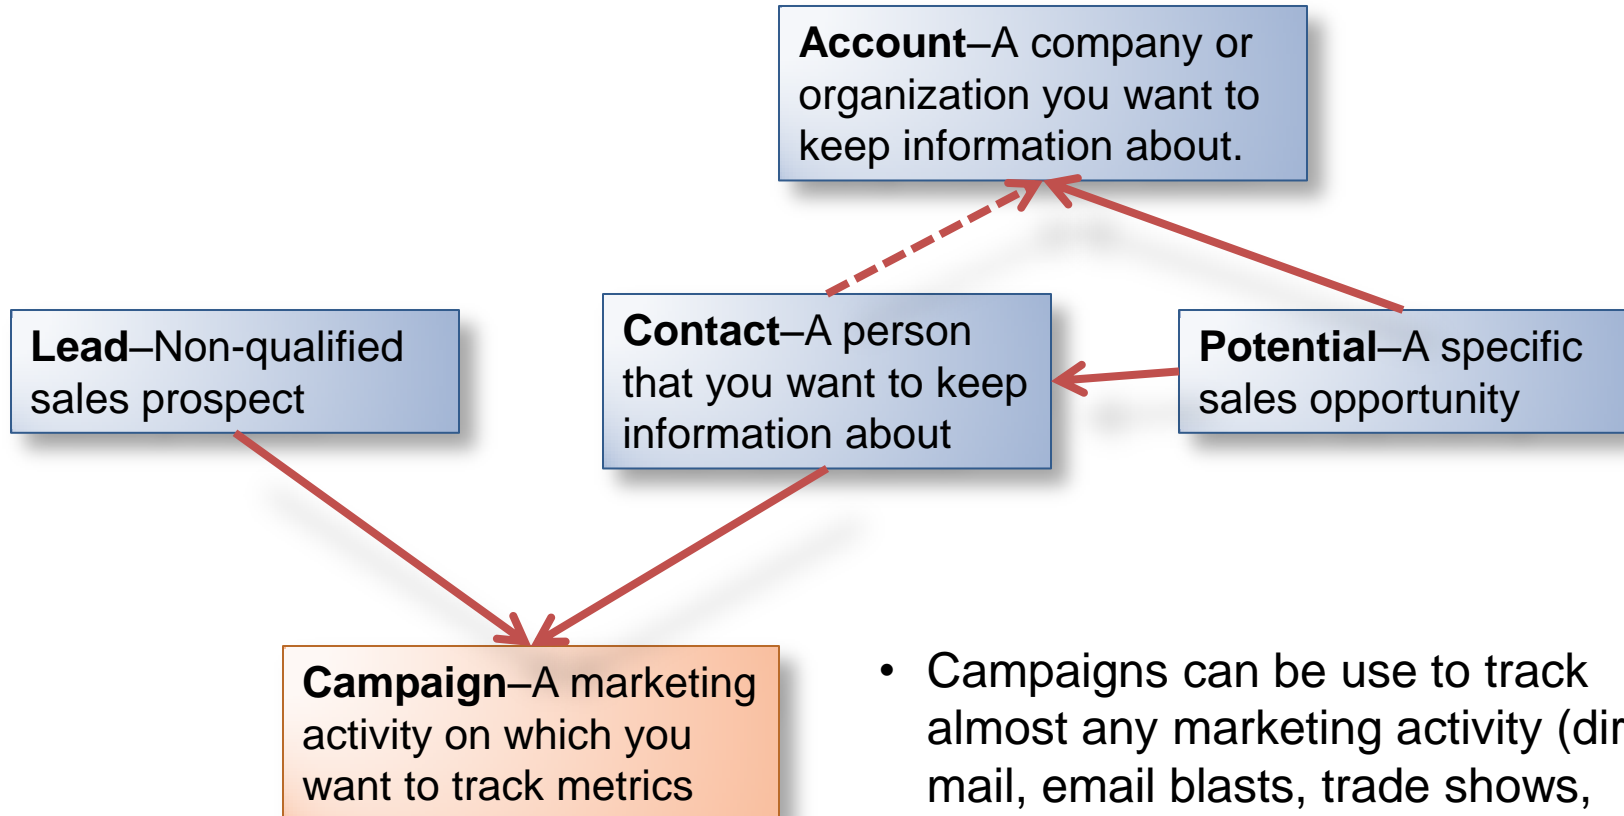 Account–A company or
organization you want to
keep information about.
Lead–Non-qualified
sales prospect
Contact–A person
that you want to keep
information about
Potential–A specific
sales opportunity
Campaign–A marketing
activity on which you
want to track metrics
• Campaigns can be use to track
almost any marketing activity (dir
mail, email blasts, trade shows,